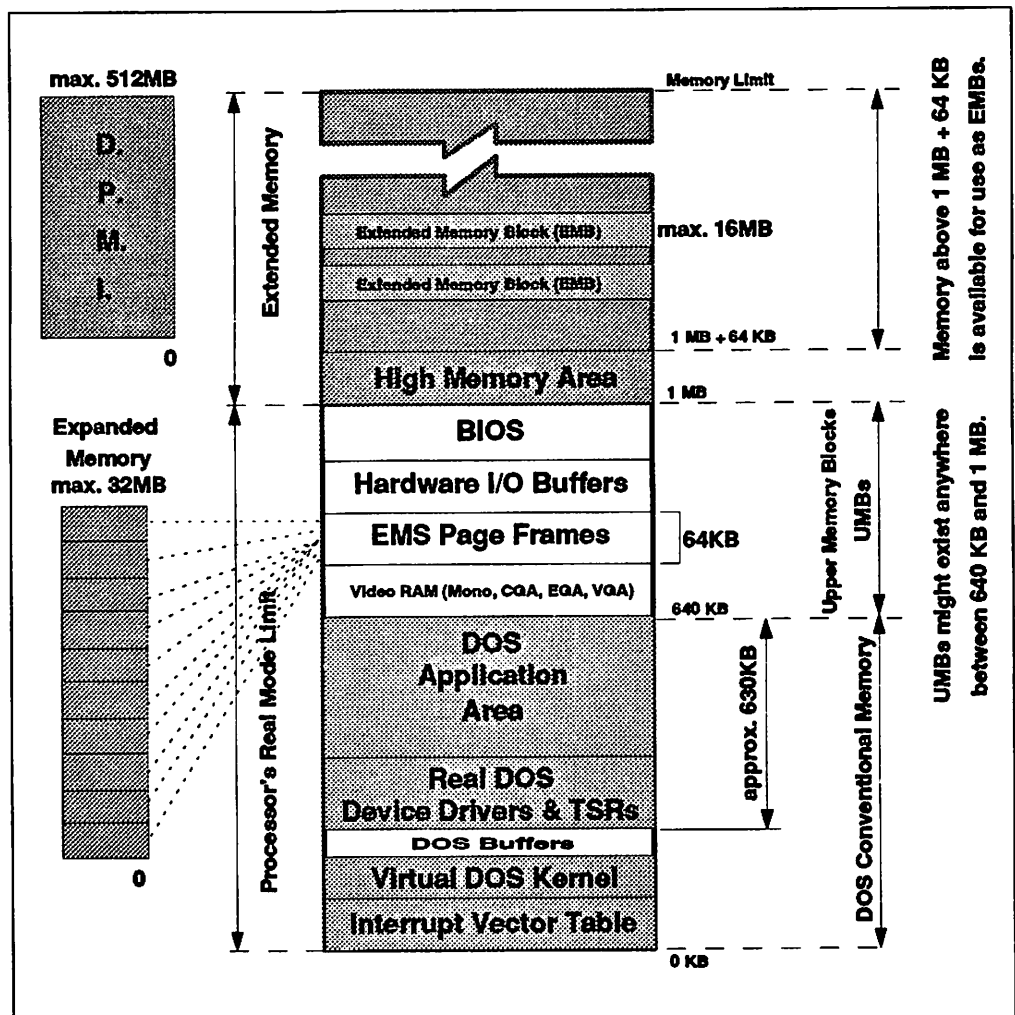 max. 512MB
D.
P.
M.
I.
0
Expanded
Memory
max. 32MB
0
Extended Memory
Processor's Real Mode Limit
Extended Memory Block (EMB)
Extended Memory Block (EMB)
High Memory Area
BIOS
Hardware I/O Buffers
EMS Page Frames
Video RAM (Mono, CGA, EGA, VGA)
DOS
Application
Area
Real DOS
Device Drivers & TSRs
DOS Buffers
Virtual DOS Kernel
Interrupt Vector Table
Memory Limit
max. 16MB
1 MB + 64 KB
1 MB
64KB
640 KB
approx. 630KB
0 KB
Upper Memory Blocks
UMBs
DOS Conventional Memory
Memory above 1 MB + 64 KB
is available for use as EMBs.
UMBs might exist anywhere
between 640 KB and 1 MB.